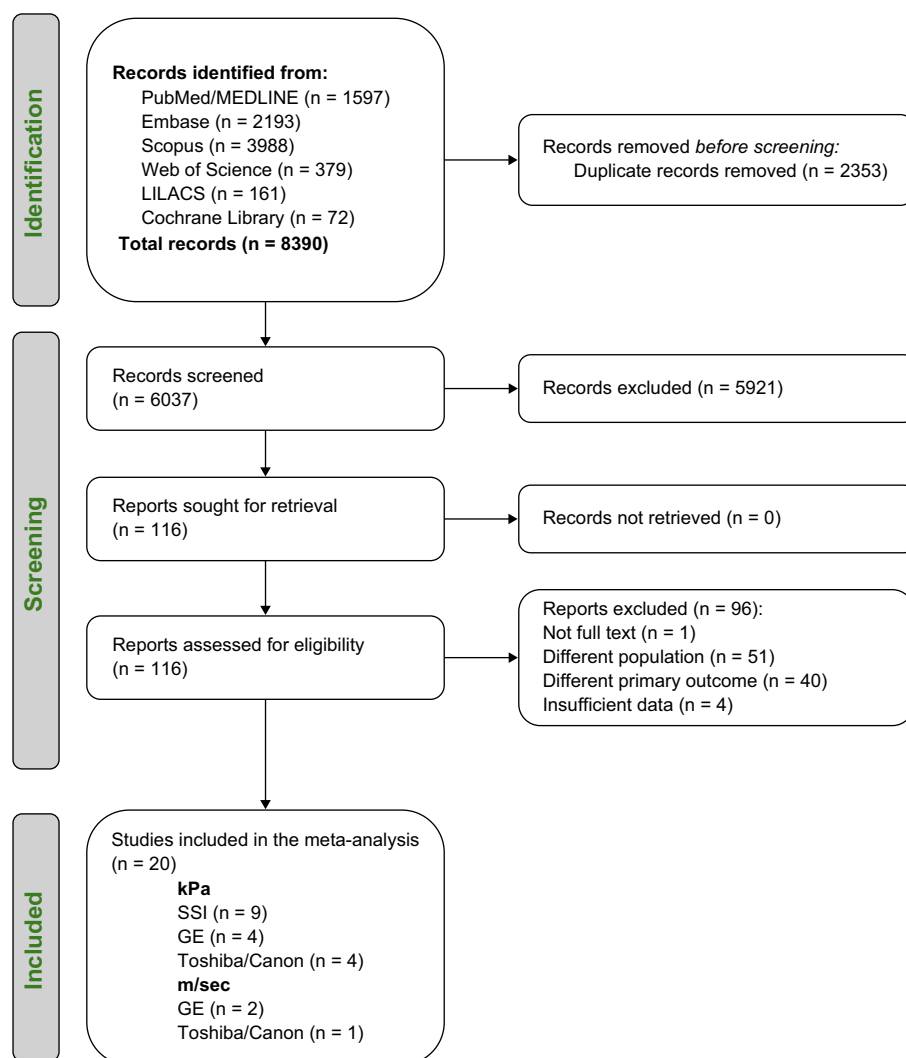 Identification
Records identified from:
PubMed/MEDLINE (n = 1597)
Embase (n = 2193)
Scopus (n = 3988)
Web of Science (n = 379)
LILACS (n = 161)
Cochrane Library (n = 72)
Total records (n = 8390)
Records removed before screening:
Duplicate records removed (n = 2353)
Screening
Records screened
(n = 6037)
Records excluded (n = 5921)
Reports sought for retrieval
(n = 116)
Records not retrieved (n = 0)
Reports assessed for eligibility
(n = 116)
Reports excluded (n = 96):
Not full text (n = 1)
Different population (n = 51)
Different primary outcome (n = 40)
Insufficient data (n = 4)
Included
Studies included in the meta-analysis
(n = 20)
kPa
SSI (n = 9)
GE (n = 4)
Toshiba/Canon (n = 4)
m/sec
GE (n = 2)
Toshiba/Canon (n = 1)